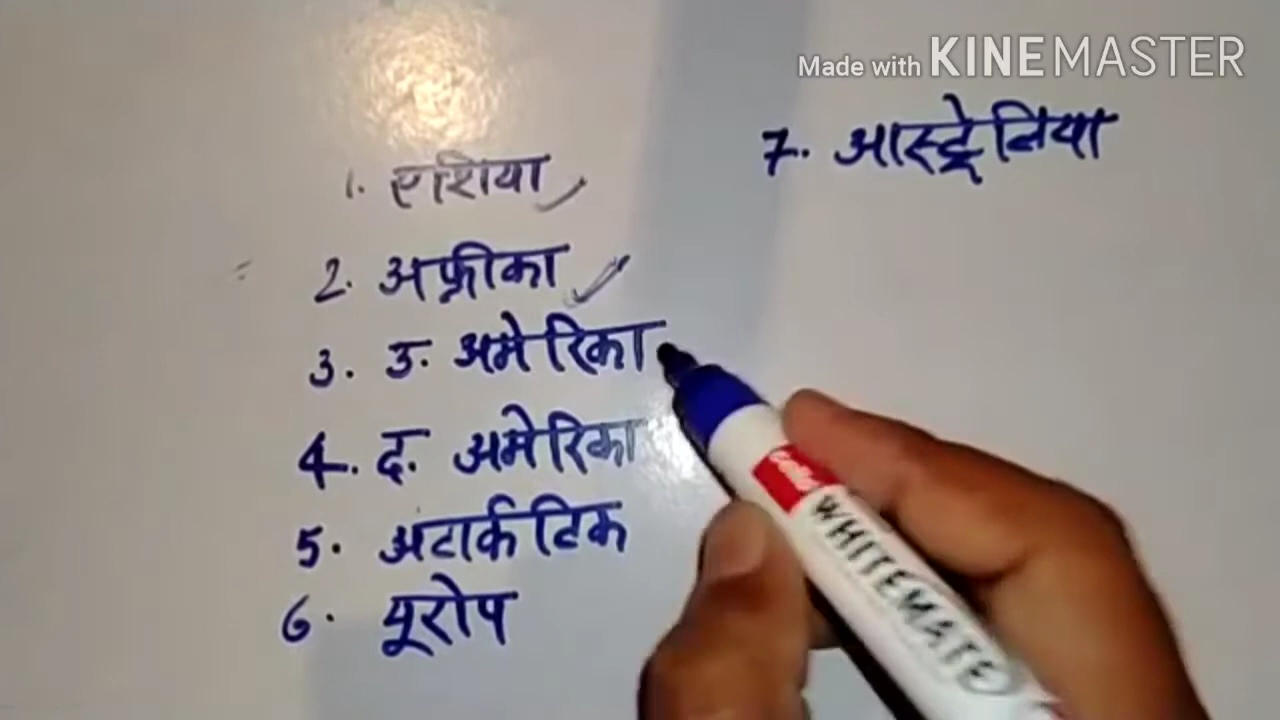 Made with KINEMASTER
1. एशिया
2. अफ्रीका
3. उ. अमेरिका
4. द. अमेरिका
5. अंटार्कटिक
6. यूरोप
7. आस्ट्रेलिया
WHITEMATE